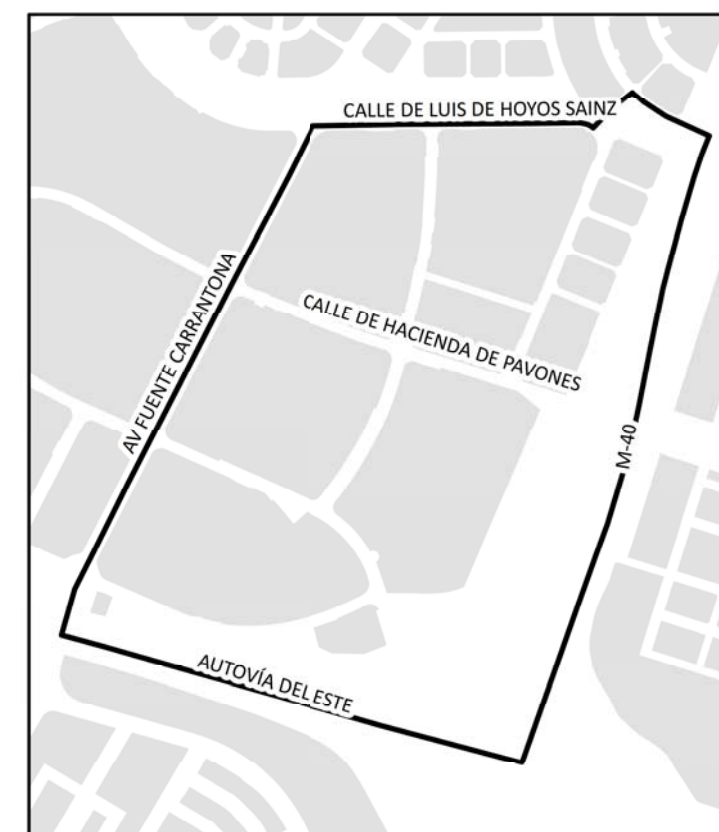 CALLE DE LUIS DE HOYOS SAINZ
AV FUENTE CARRANTONA
CALLE DE HACIENDA DE PAVONES
M-40
AUTOVÍA DEL ESTE